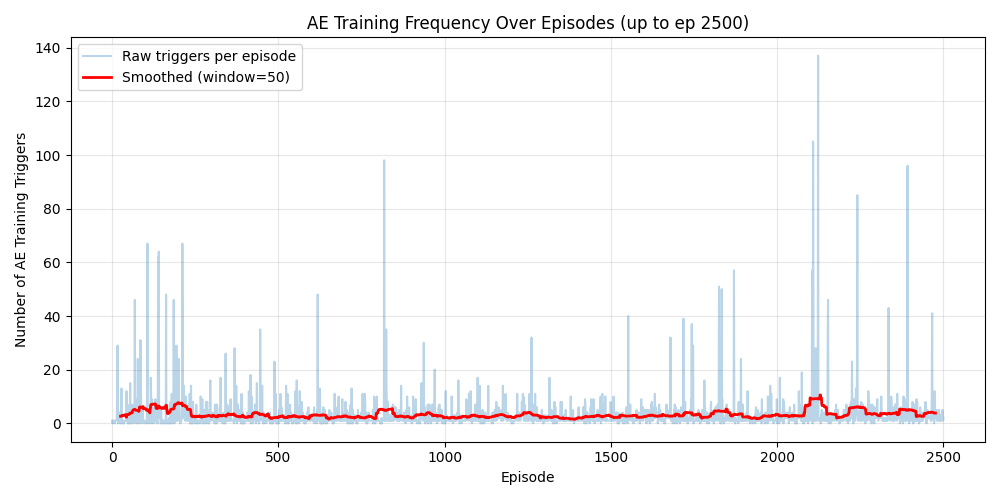 AE Training Frequency Over Episodes (up to ep 2500)
Raw triggers per episode
Smoothed (window=50)
Number of AE Training Triggers
140
120
100
80
60
40
20
0
0 500 1000 1500 2000 2500
Episode